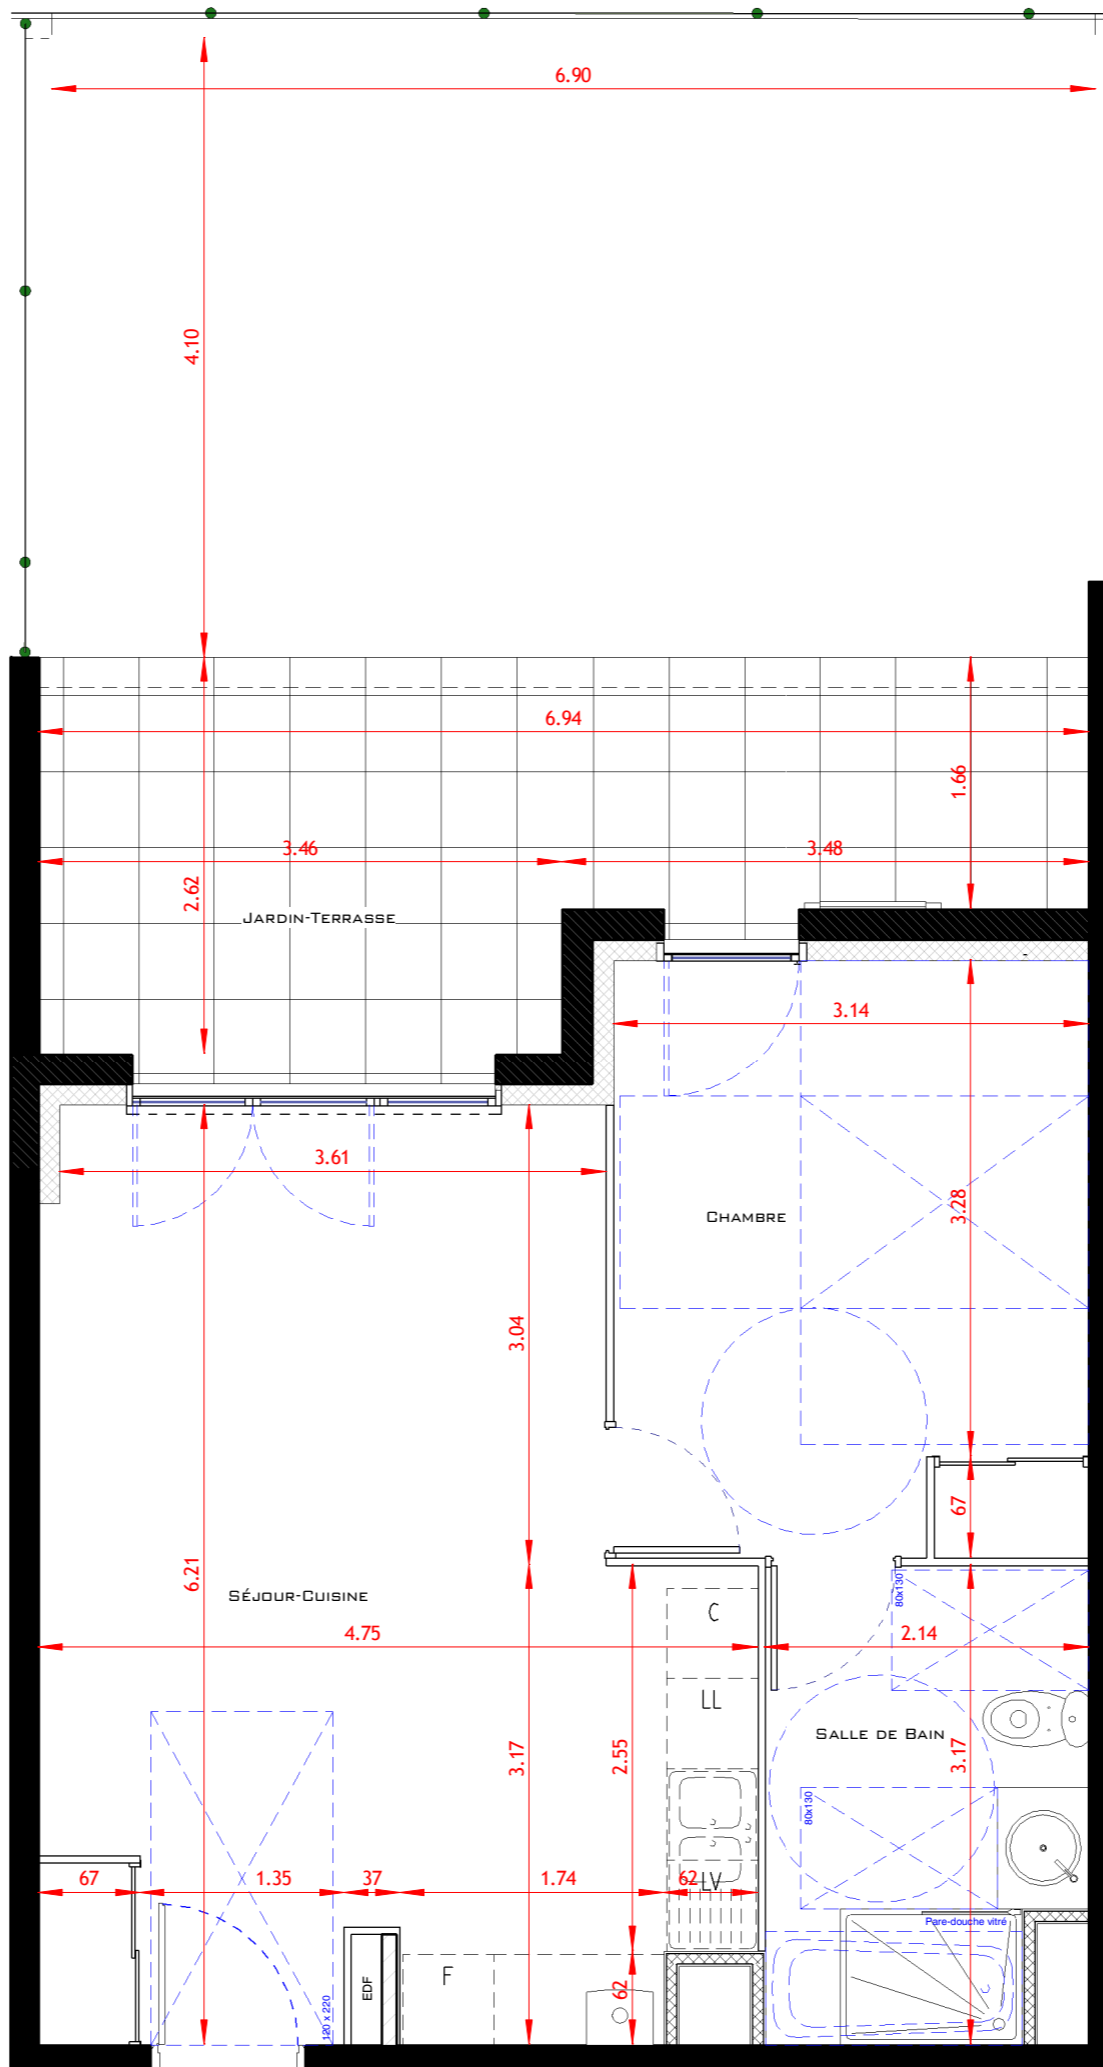 6.90
4.10
6.94
1.66
3.46
3.48
2.62
JARDIN-TERRASSE
3.14
3.61
CHAMBRE
3.28
3.04
67
6.21
SÉJOUR-CUISINE
80x130
C
4.75
2.14
LL
SALLE DE BAIN
3.17
2.55
3.17
80x130
67
1.35
37
1.74
62
LV
Pare-douche vitré
F
EDF
62
120 x 220